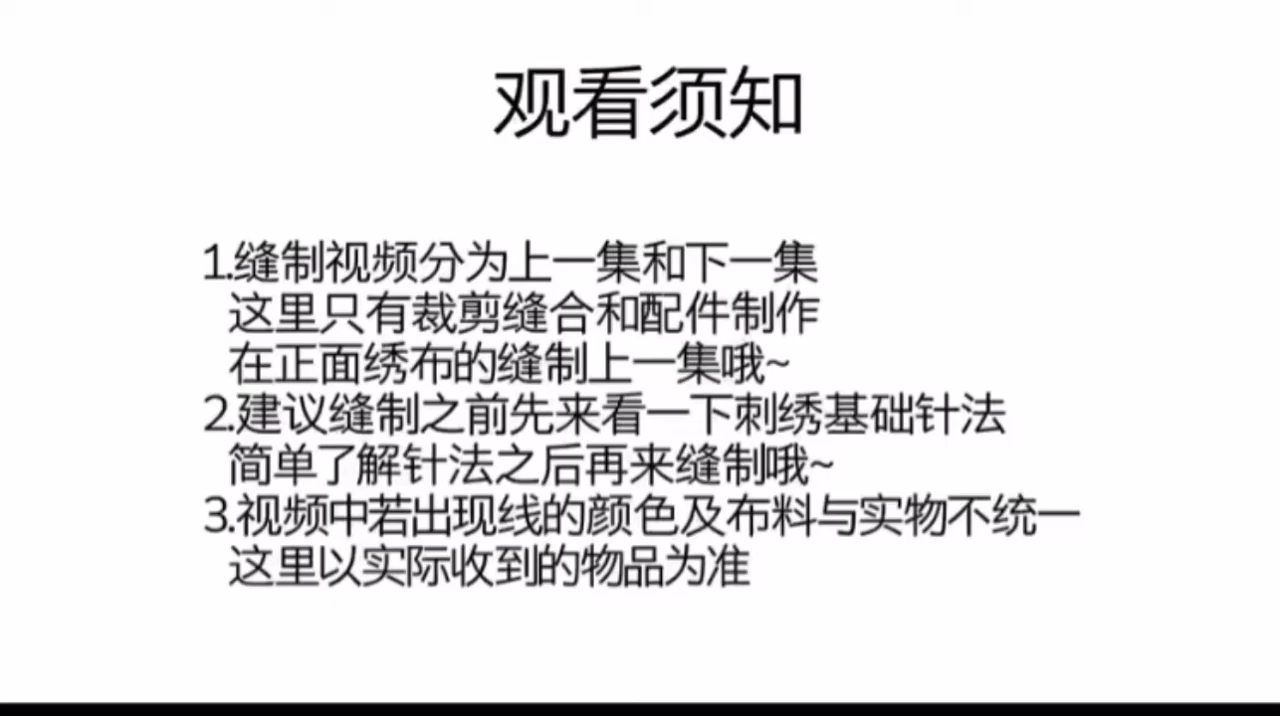 观看须知
1.缝制视频分为上一集和下一集
这里只有裁剪缝合和配件制作
在正面绣布的缝制上一集哦~
2.建议缝制之前先来看一下刺绣基础针法
简单了解针法之后再来缝制哦~
3.视频中若出现线的颜色及布料与实物不统一
这里以实际收到的物品为准